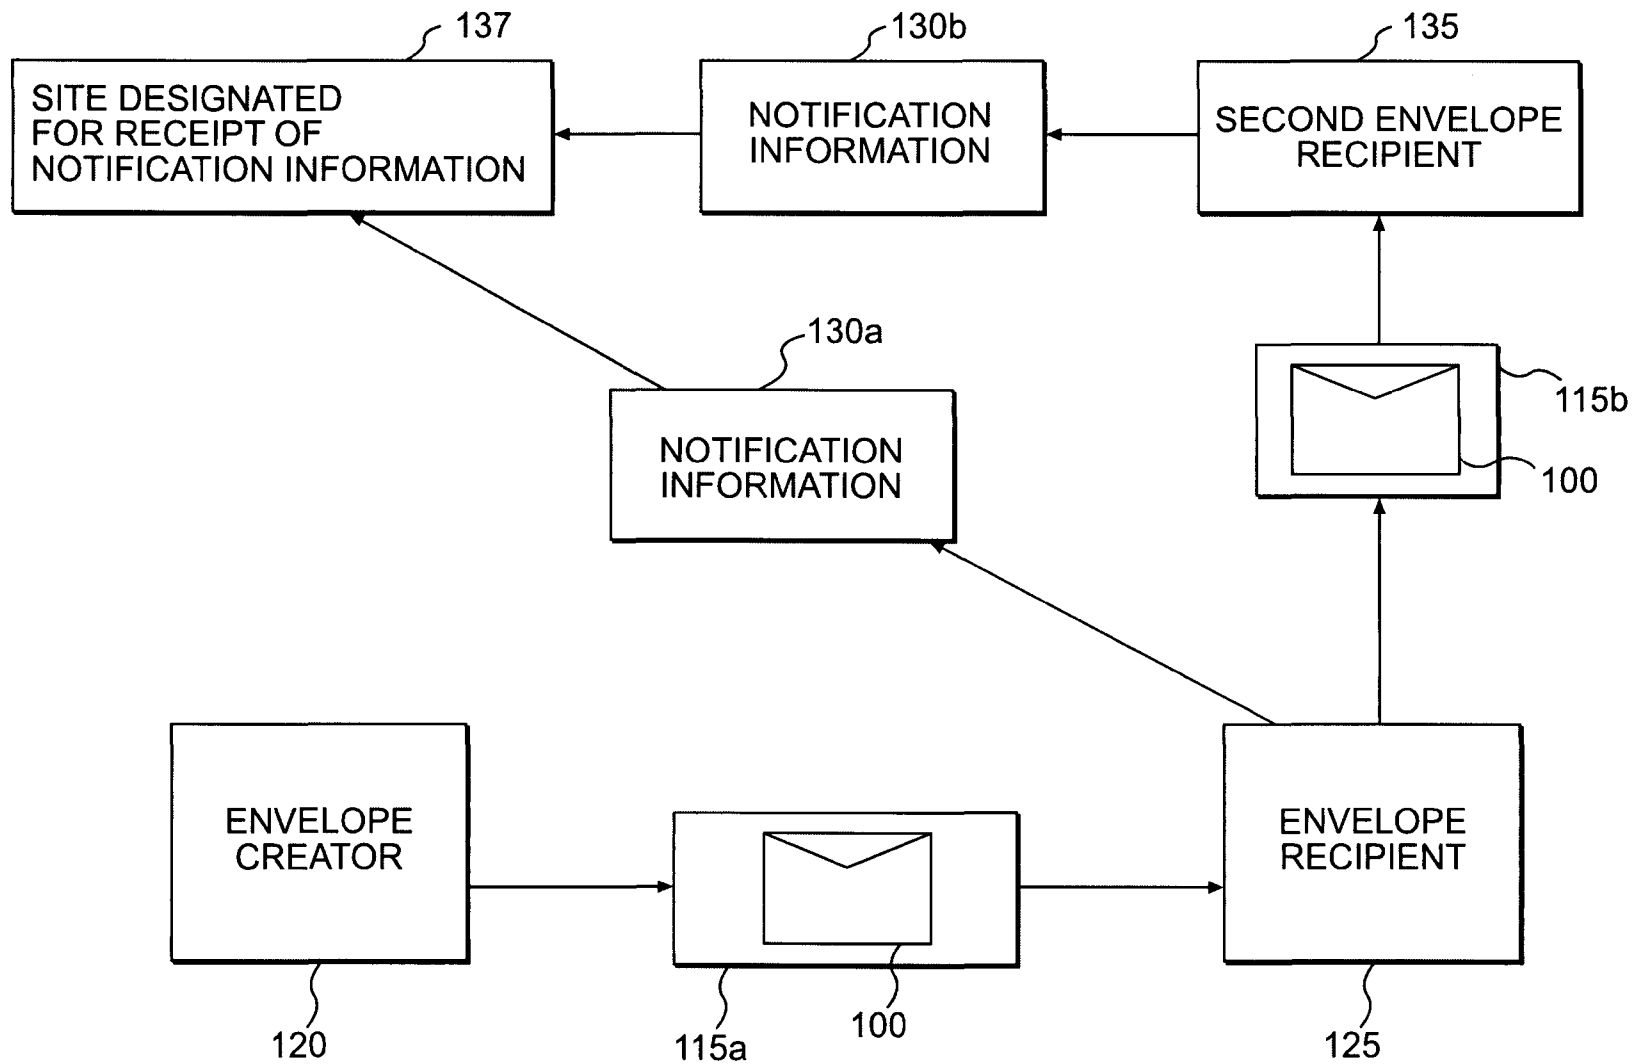 137
130b
135
SITE DESIGNATED
FOR RECEIPT OF
NOTIFICATION INFORMATION
NOTIFICATION
INFORMATION
SECOND ENVELOPE
RECIPIENT
130a
NOTIFICATION
INFORMATION
115b
100
ENVELOPE
CREATOR
ENVELOPE
RECIPIENT
120
115a
100
125